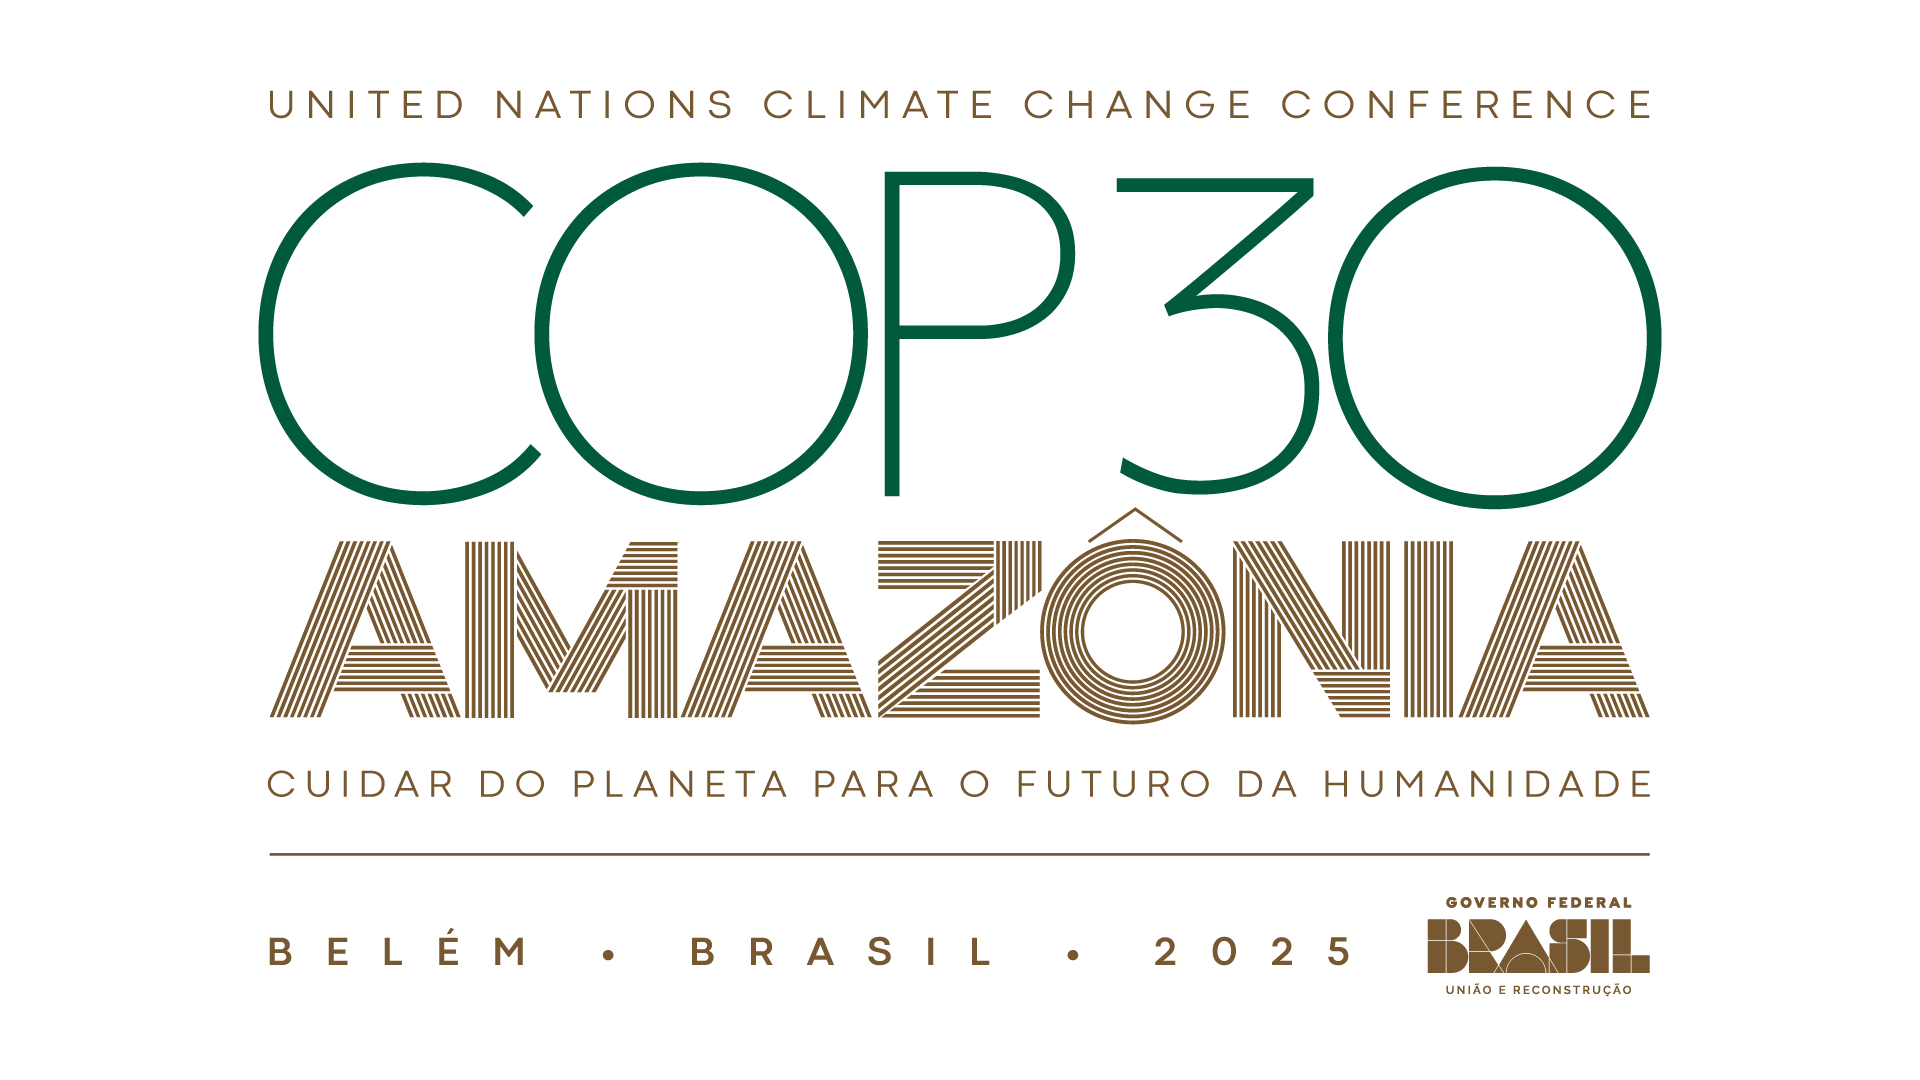 UNITED NATIONS CLIMATE CHANGE CONFERENCE
COP30
AMAZÔNIA
CUIDAR DO PLANETA PARA O FUTURO DA HUMANIDADE
BELÉM • BRASIL • 2025
GOVERNO FEDERAL
BRASIL
UNIÃO E RECONSTRUÇÃO